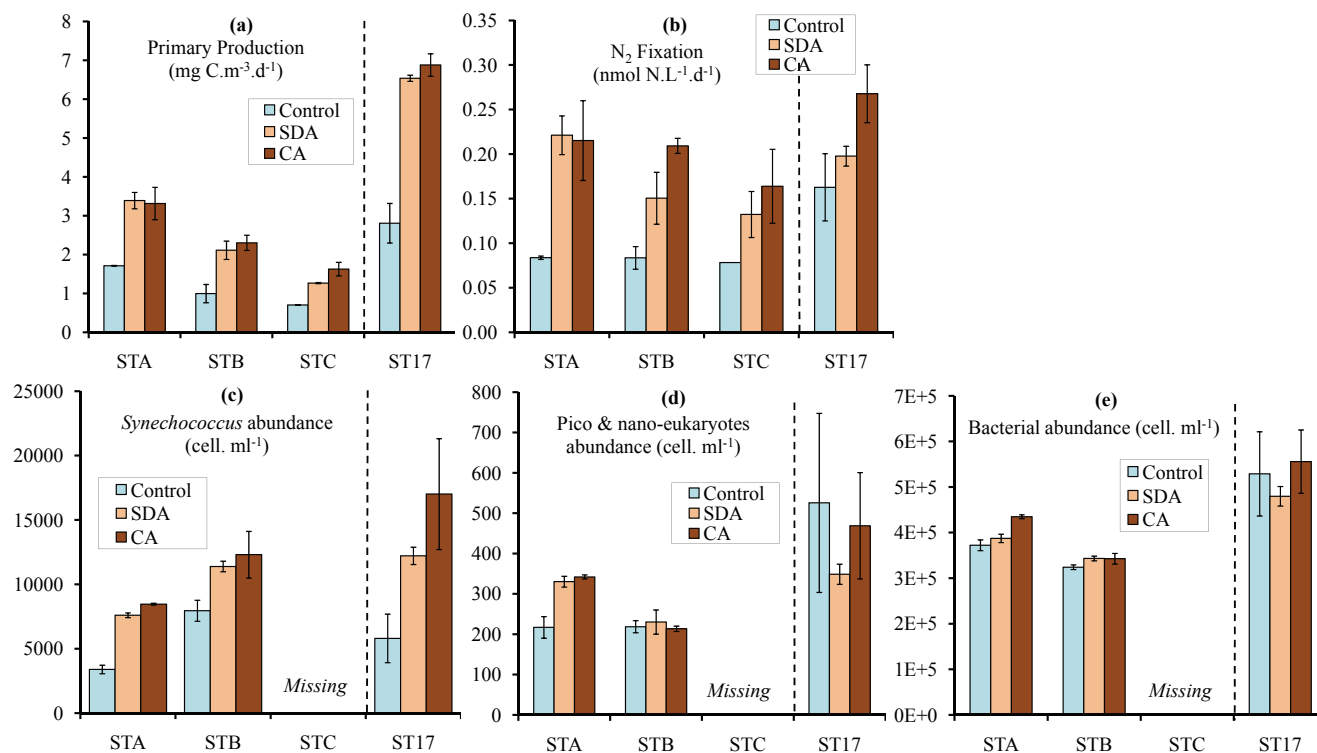 (a)
Primary Production
(mg C.m⁻³.d⁻¹)
Control
SDA
CA
8
7
6
5
4
3
2
1
0
STA STB STC ST17
(b)
N₂ Fixation
(nmol N.L⁻¹.d⁻¹)
Control
SDA
CA
0.35
0.30
0.25
0.20
0.15
0.10
0.05
0.00
STA STB STC ST17
(c)
Synechococcus abundance
(cell. ml⁻¹)
Control
SDA
CA
25000
20000
15000
10000
5000
0
Missing
STA STB STC ST17
(d)
Pico & nano-eukaryotes
abundance (cell. ml⁻¹)
Control
SDA
CA
800
700
600
500
400
300
200
100
0
Missing
STA STB STC ST17
(e)
Bacterial abundance (cell. ml⁻¹)
Control
SDA
CA
7E+5
6E+5
5E+5
4E+5
3E+5
2E+5
1E+5
0E+0
Missing
STA STB STC ST17